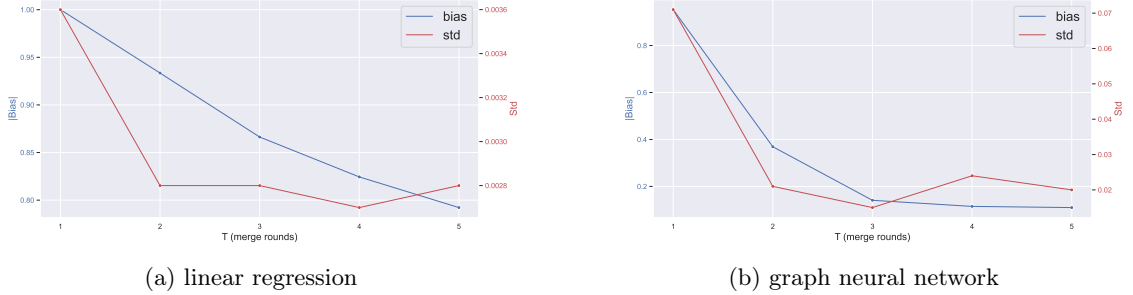 1.00
0.95
0.90
0.85
0.80
|Bias|
bias
std
0.0036
0.0034
0.0032
0.0030
0.0028
Std
1 2 3 4 5
T (merge rounds)
(a) linear regression
0.8
0.6
0.4
0.2
|Bias|
bias
std
0.07
0.06
0.05
0.04
0.03
0.02
Std
1 2 3 4 5
T (merge rounds)
(b) graph neural network